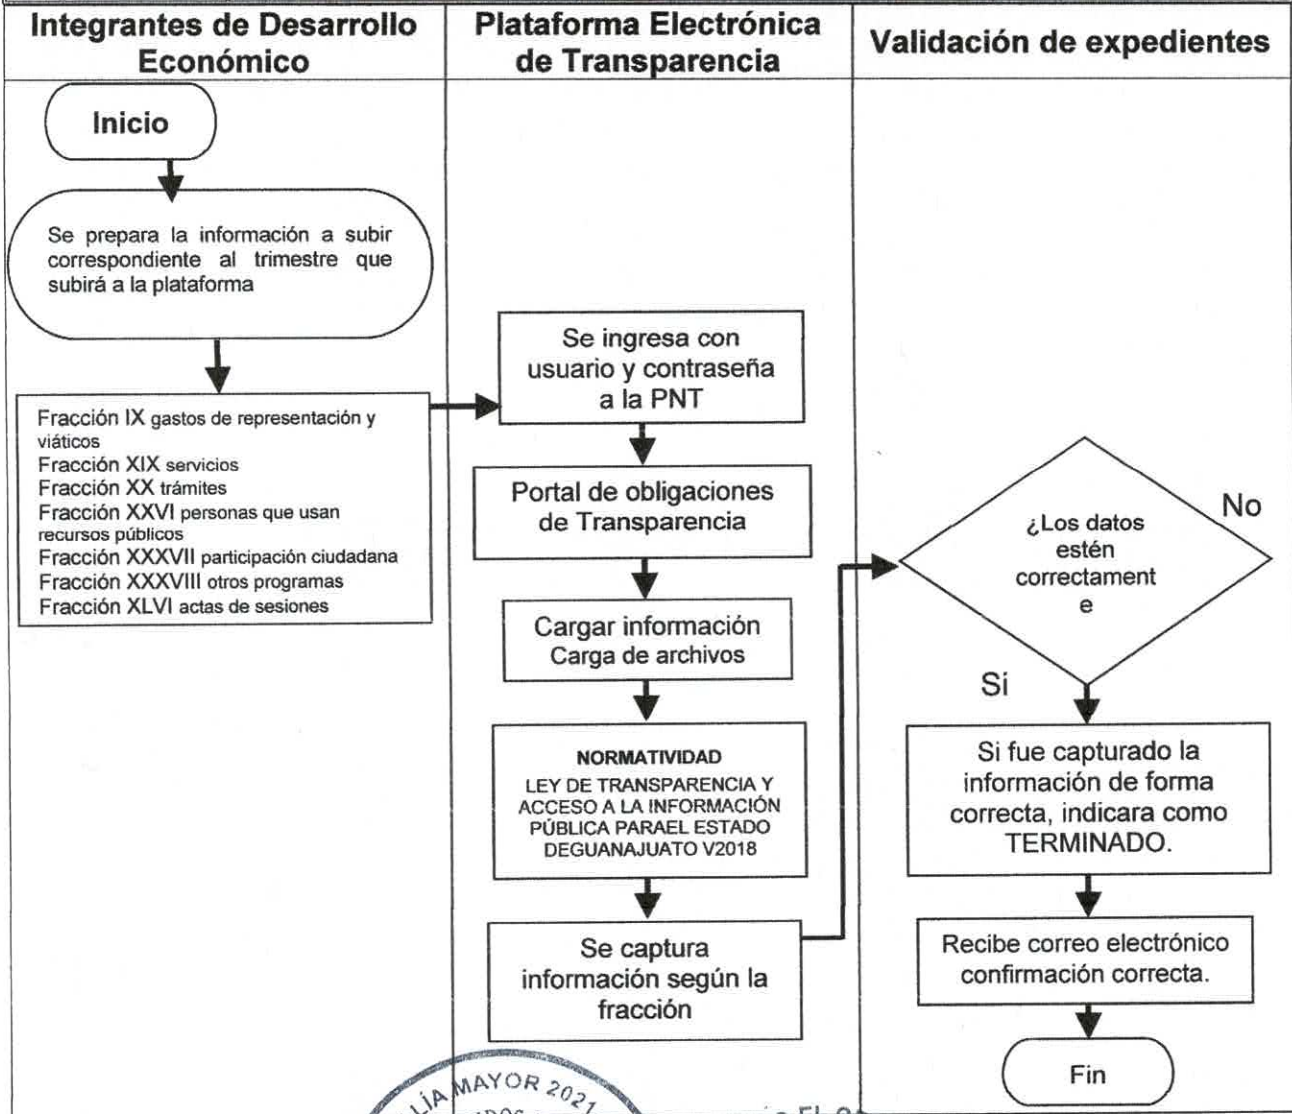 Integrantes de Desarrollo
Económico
Plataforma Electrónica
de Transparencia
Validación de expedientes
Inicio
Se prepara la información a subir
correspondiente al trimestre que
subirá a la plataforma
Fracción IX gastos de representación y
viáticos
Fracción XIX servicios
Fracción XX trámites
Fracción XXVI personas que usan
recursos públicos
Fracción XXXVII participación ciudadana
Fracción XXXVIII otros programas
Fracción XLVI actas de sesiones
Se ingresa con
usuario y contraseña
a la PNT
Portal de obligaciones
de Transparencia
Cargar información
Carga de archivos
NORMATIVIDAD
LEY DE TRANSPARENCIA Y
ACCESO A LA INFORMACIÓN
PÚBLICA PARAEL ESTADO
DEGUANAJUATO V2018
Se captura
información según la
fracción
¿Los datos
estén
correctament
e
No
Si
Si fue capturado la
información de forma
correcta, indicara como
TERMINADO.
Recibe correo electrónico
confirmación correcta.
Fin
MAYOR 2021